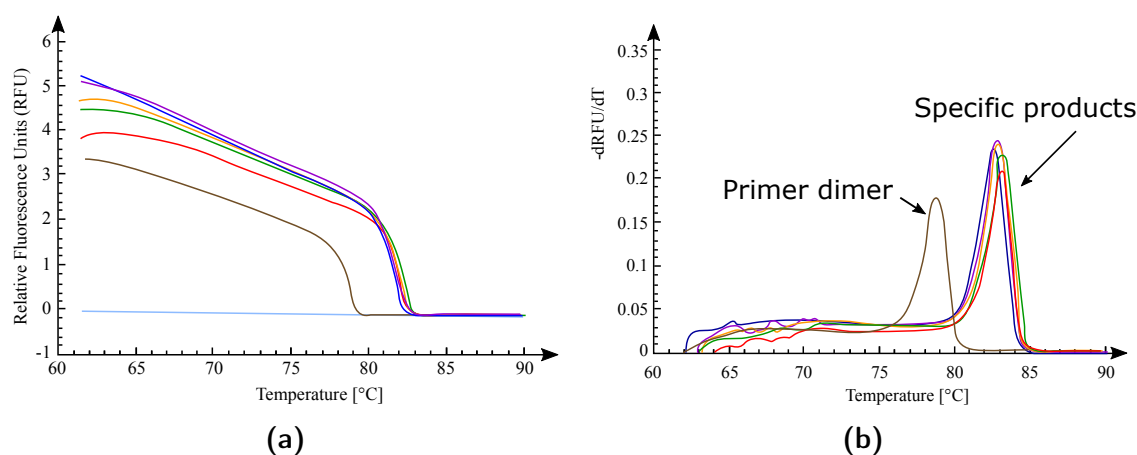 6
5
4
3
2
1
0
-1
Relative Fluorescence Units (RFU)
60 65 70 75 80 85 90
Temperature [°C]
(a)
0.35
0.3
0.25
0.2
0.15
0.1
0.05
0
-dRFU/dT
Specific products
Primer dimer
60 65 70 75 80 85 90
Temperature [°C]
(b)